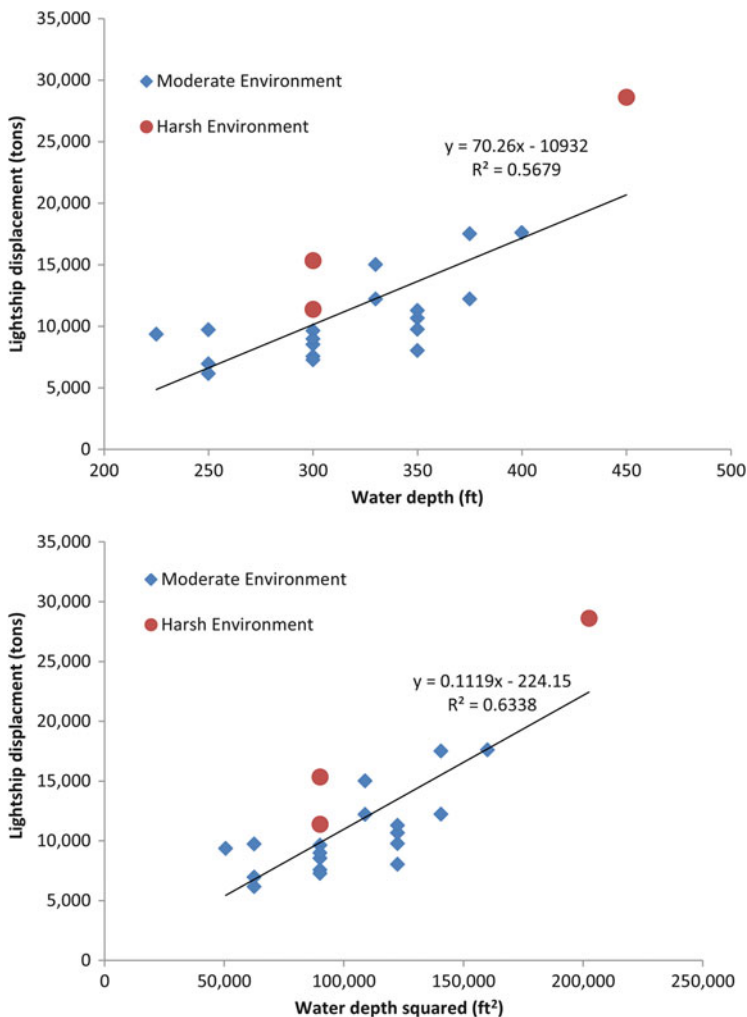 35,000
30,000
25,000
20,000
15,000
10,000
5,000
0
Lightship displacement (tons)
Moderate Environment
Harsh Environment
y = 70.26x - 10932
R² = 0.5679
200 250 300 350 400 450 500
Water depth (ft)
35,000
30,000
25,000
20,000
15,000
10,000
5,000
0
Lightship displacment (tons)
Moderate Environment
Harsh Environment
y = 0.1119x - 224.15
R² = 0.6338
0 50,000 100,000 150,000 200,000 250,000
Water depth squared (ft²)